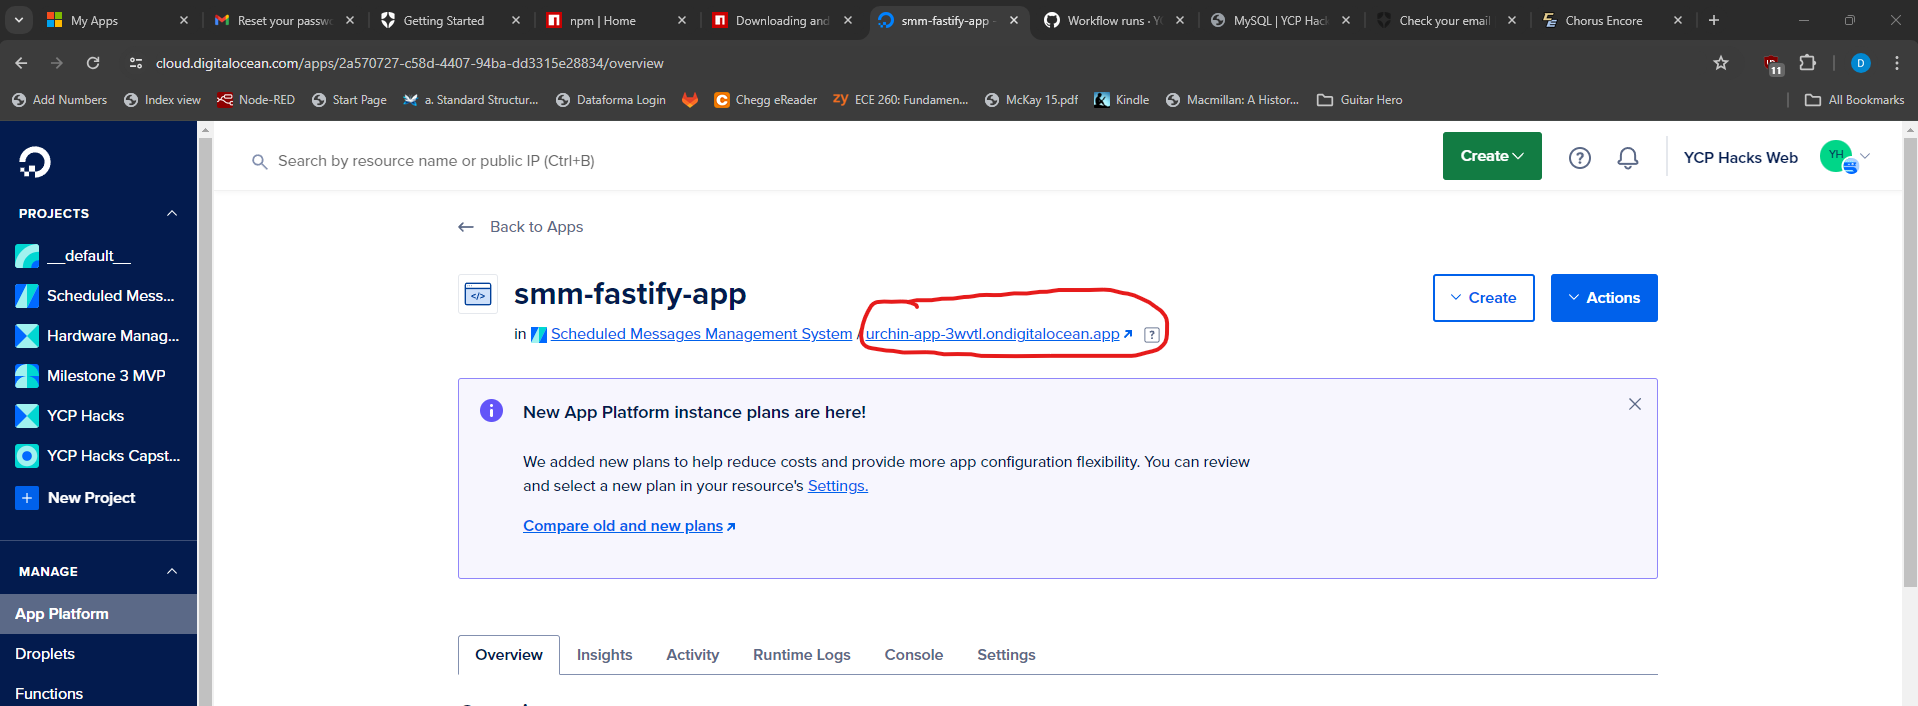 My Apps
Reset your passw
Getting Started
npm | Home
Downloading and
smm-fastify-app -
Workflow runs · Y
MySQL | YCP Hack
Check your email
Chorus Encore
cloud.digitalocean.com/apps/2a570727-c58d-4407-94ba-dd3315e28834/overview
11
D
Add Numbers
Index view
Node-RED
Start Page
a. Standard Structur...
Dataforma Login
Chegg eReader
zy ECE 260: Fundamen...
McKay 15.pdf
Kindle
Macmillan: A Histor...
Guitar Hero
All Bookmarks
Search by resource name or public IP (Ctrl+B)
Create
?
YCP Hacks Web
YH
PROJECTS
__default__
Scheduled Mess...
Hardware Manag...
Milestone 3 MVP
YCP Hacks
YCP Hacks Capst...
+ New Project
MANAGE
App Platform
Droplets
Functions
← Back to Apps
smm-fastify-app
in Scheduled Messages Management System / urchin-app-3wvtl.ondigitalocean.app ?
Create
Actions
New App Platform instance plans are here!
We added new plans to help reduce costs and provide more app configuration flexibility. You can review
and select a new plan in your resource's Settings.
Compare old and new plans
Overview
Insights
Activity
Runtime Logs
Console
Settings